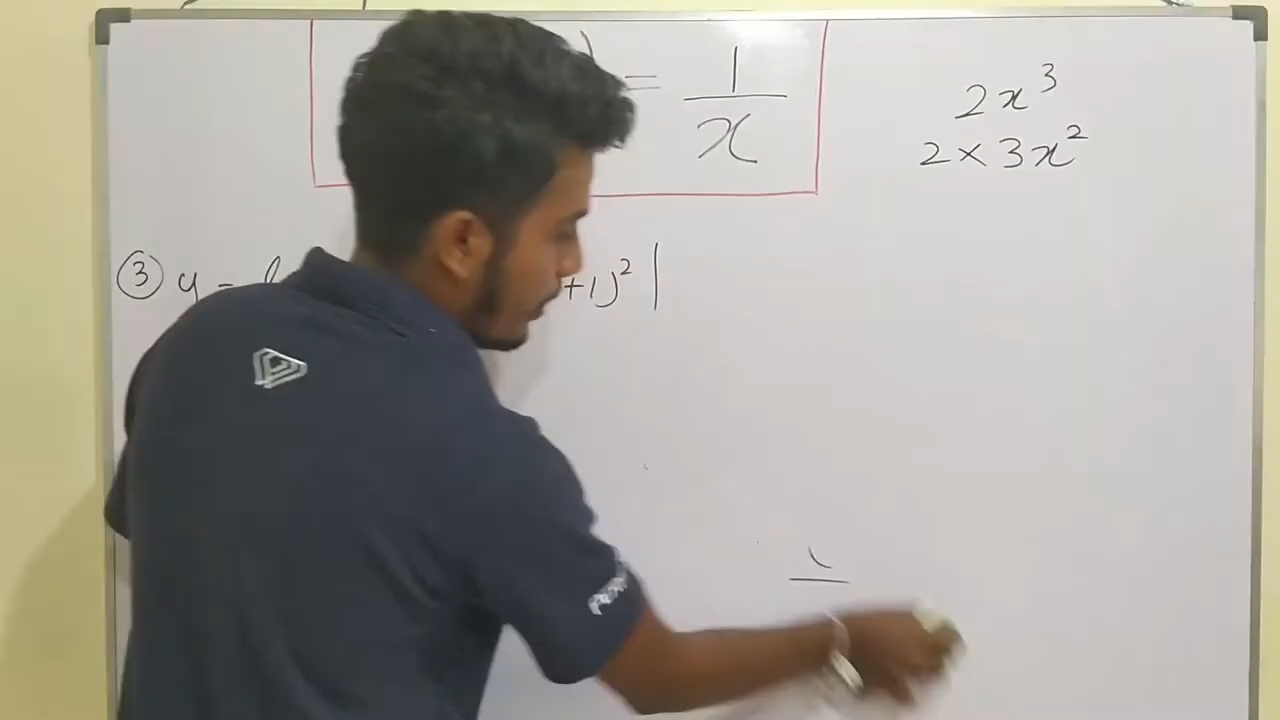 = 1/x
2x³
2 × 3x²
③ y = +1)² |